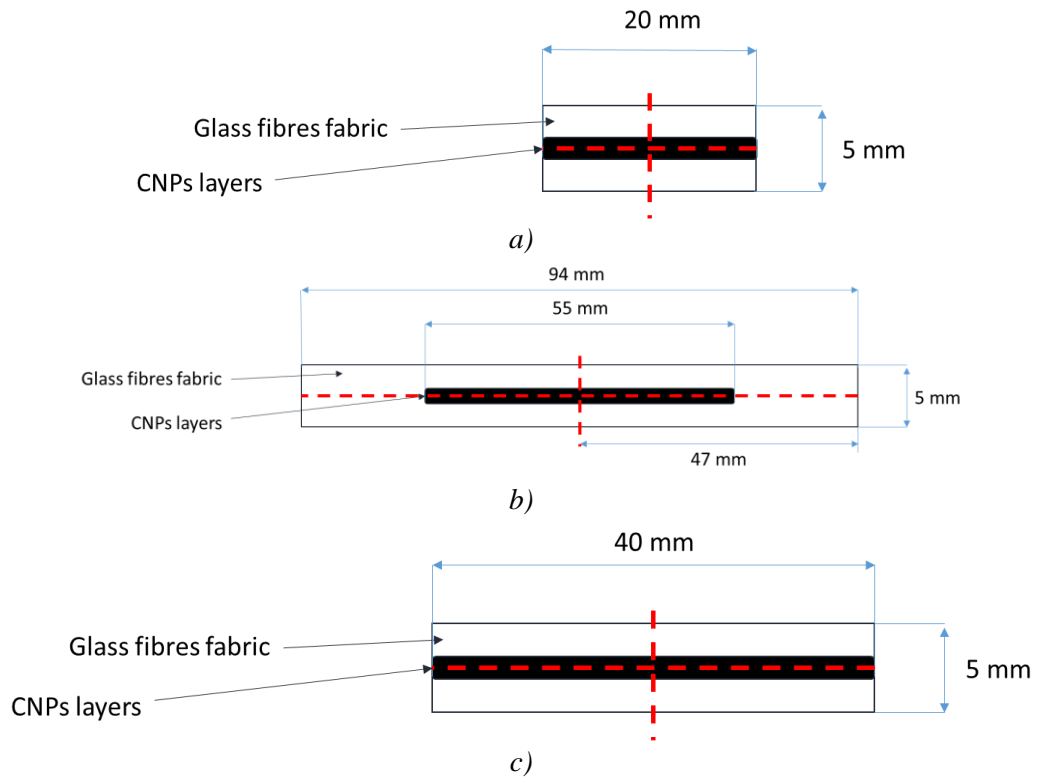 20 mm
Glass fibres fabric
5 mm
CNPs layers
a)
94 mm
55 mm
Glass fibres fabric
5 mm
CNPs layers
47 mm
b)
40 mm
Glass fibres fabric
5 mm
CNPs layers
c)